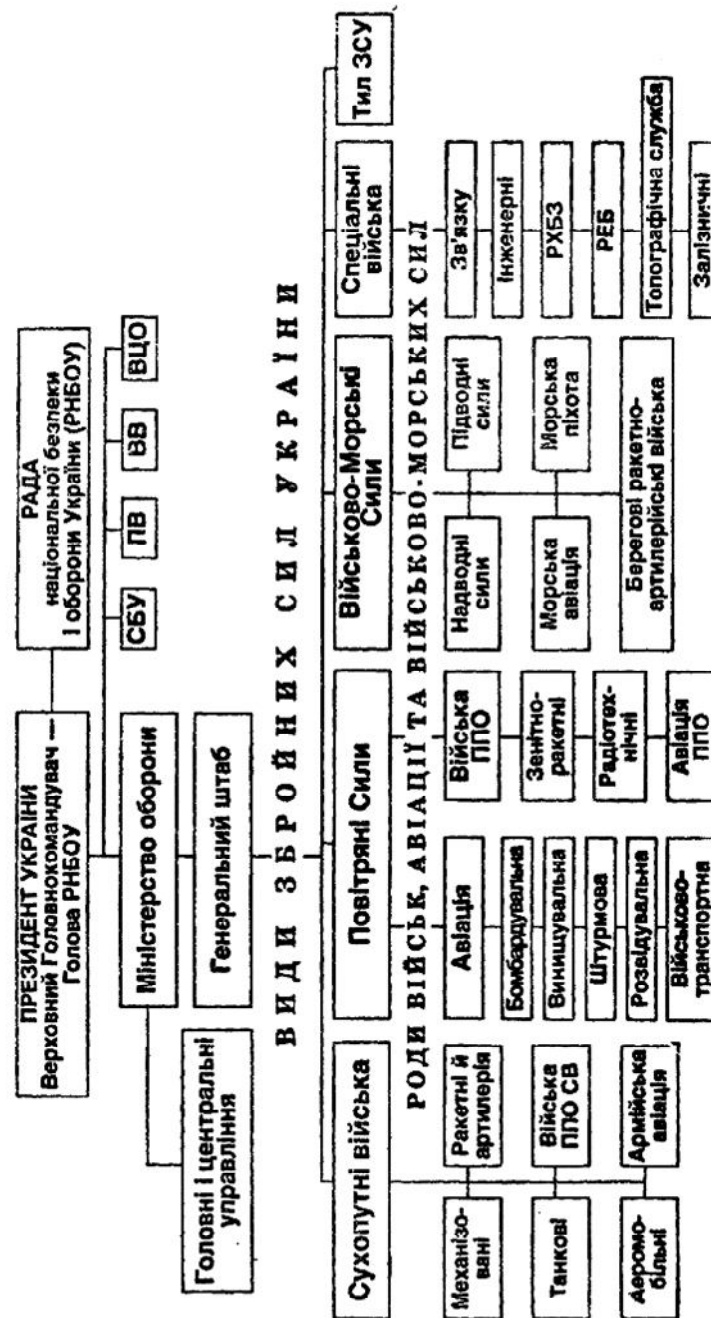 ПРЕЗИДЕНТ УКРАЇНИ
Верховний Головнокомандувач —
Голова РНБОУ
РАДА
національної безпеки
і оборони України (РНБОУ)
СБУ
ПВ
ВВ
ВЦО
Міністерство оборони
Головні і центральні
управління
Генеральний штаб
ВИДИ ЗБРОЙНИХ СИЛ УКРАЇНИ
Сухопутні війська
Повітряні Сили
Військово-Морські
Сили
Спеціальні
війська
Тил ЗСУ
РОДИ ВІЙСЬК, АВІАЦІЇ ТА ВІЙСЬКОВО-МОРСЬКИХ СИЛ
Механізо-
вані
Ракетні й
артилерія
Танкові
Війська
ППО СВ
Аеромо-
більні
Армійська
авіація
Авіація
Бомбардувальна
Винищувальна
Штурмова
Розвідувальна
Військово-
транспортна
Війська
ППО
Зенітно-
ракетні
Радіотех-
нічні
Авіація
ППО
Надводні
сили
Підводні
сили
Морська
авіація
Морська
піхота
Берегові ракетно-
артилерійські війська
Зв'язку
Інженерні
РХБЗ
РЕБ
Топографічна служба
Залізничні